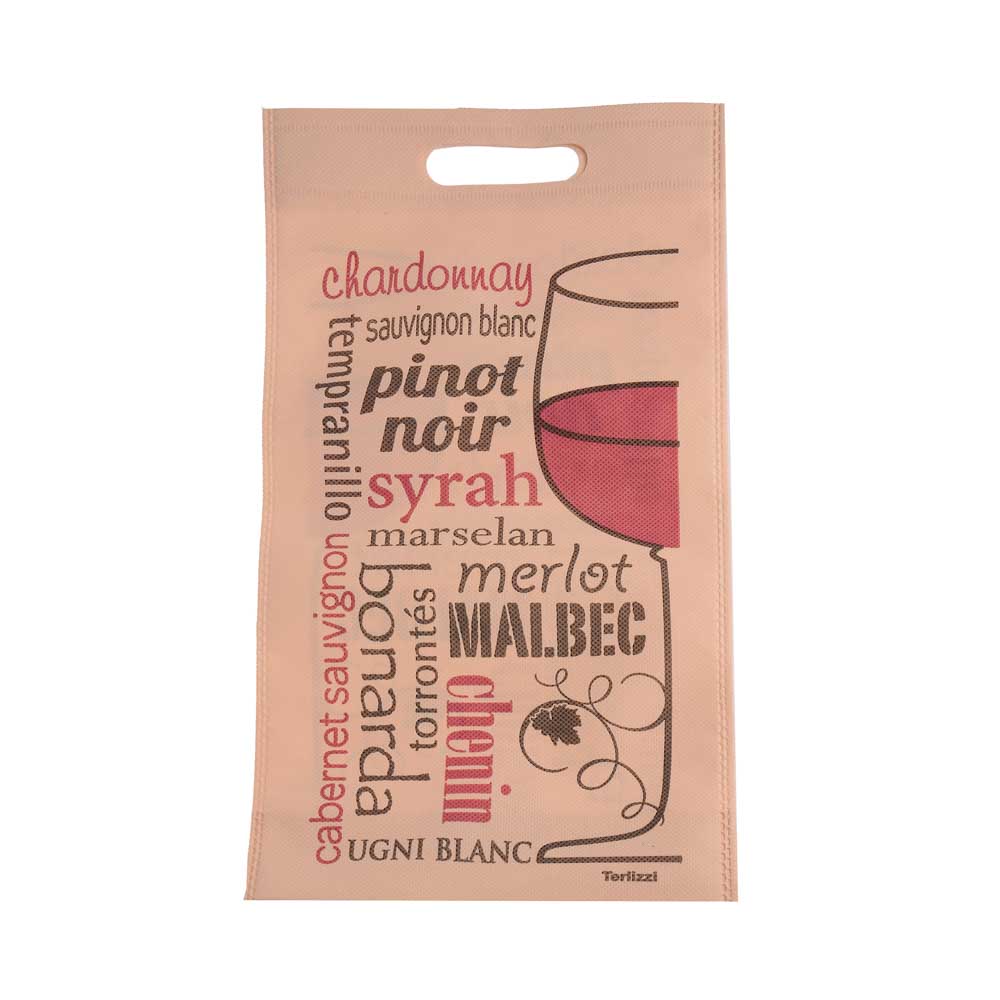 chardonnay
sauvignon blanc
tempranillo
pinot
noir
syrah
marselan
merlot
cabernet sauvignon
bonarda
torrontés
MALBEC
chenin
UGNI BLANC
Terlizzi